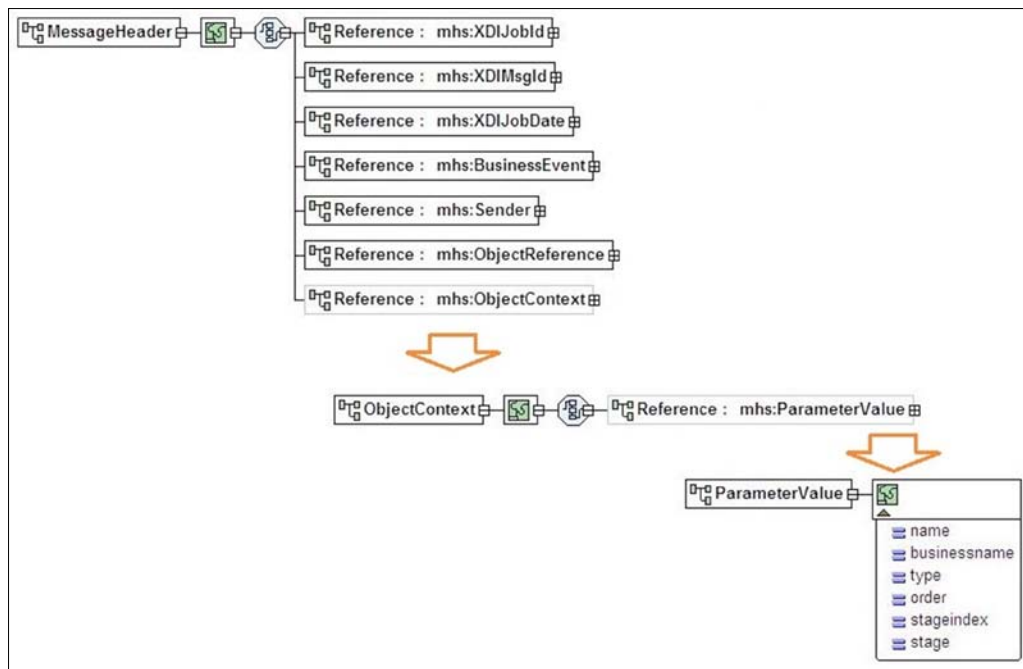 MessageHeader
Reference : mhs:XDIJobId
Reference : mhs:XDIMsgId
Reference : mhs:XDIJobDate
Reference : mhs:BusinessEvent
Reference : mhs:Sender
Reference : mhs:ObjectReference
Reference : mhs:ObjectContext
ObjectContext
Reference : mhs:ParameterValue
ParameterValue
name
businessname
type
order
stageindex
stage